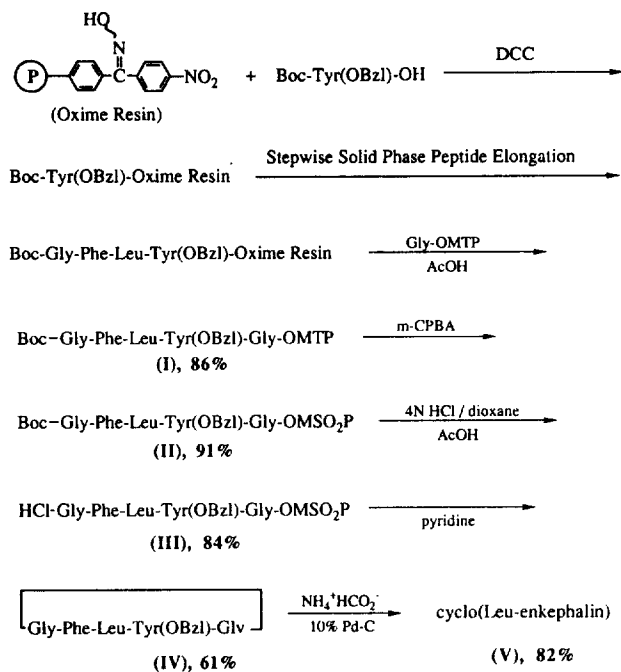 HO
N
P
C
NO₂
+ Boc-Tyr(OBzl)-OH
DCC
(Oxime Resin)
Boc-Tyr(OBzl)-Oxime Resin
Stepwise Solid Phase Peptide Elongation
Boc-Gly-Phe-Leu-Tyr(OBzl)-Oxime Resin
Gly-OMTP
AcOH
Boc-Gly-Phe-Leu-Tyr(OBzl)-Gly-OMTP
m-CPBA
(I), 86%
Boc-Gly-Phe-Leu-Tyr(OBzl)-Gly-OMSO₂P
4N HCl / dioxane
AcOH
(II), 91%
HCl-Gly-Phe-Leu-Tyr(OBzl)-Gly-OMSO₂P
pyridine
(III), 84%
Gly-Phe-Leu-Tyr(OBzl)-Gly
NH₄⁺HCO₂⁻
10% Pd-C
cyclo(Leu-enkephalin)
(IV), 61%
(V), 82%